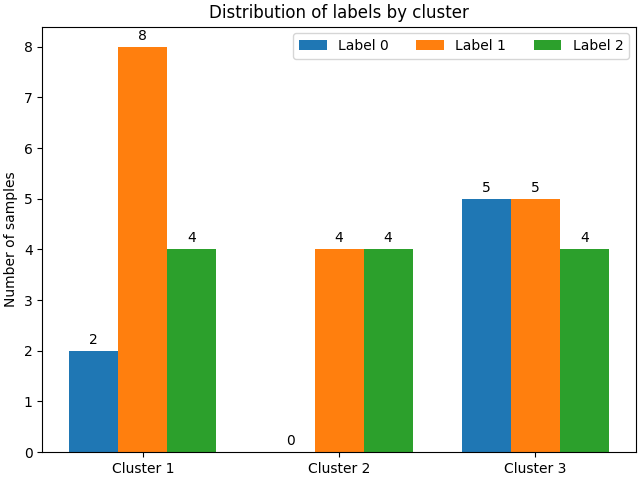 Distribution of labels by cluster
Label 0 Label 1 Label 2
Number of samples
8
7
6
5
4
3
2
1
0
2 8 4
0 4 4
5 5 4
Cluster 1 Cluster 2 Cluster 3